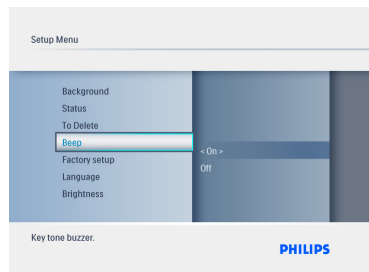 Setup Menu
Background
Status
To Delete
Beep
Factory setup
Language
Brightness
< On >
Off
Key tone buzzer.
PHILIPS